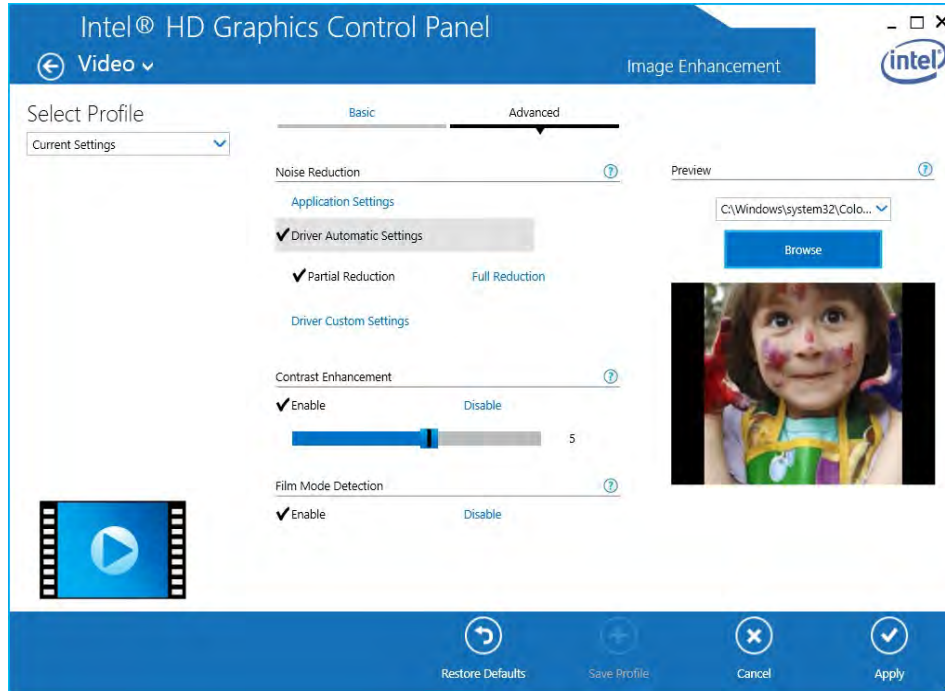 Intel® HD Graphics Control Panel
Video
Image Enhancement
intel
Select Profile
Current Settings
Basic
Advanced
Noise Reduction
?
Application Settings
Driver Automatic Settings
Partial Reduction
Full Reduction
Driver Custom Settings
Contrast Enhancement
?
Enable
Disable
5
Film Mode Detection
?
Enable
Disable
Preview
?
C:\Windows\system32\Colo...
Browse
Restore Defaults
Save Profile
Cancel
Apply